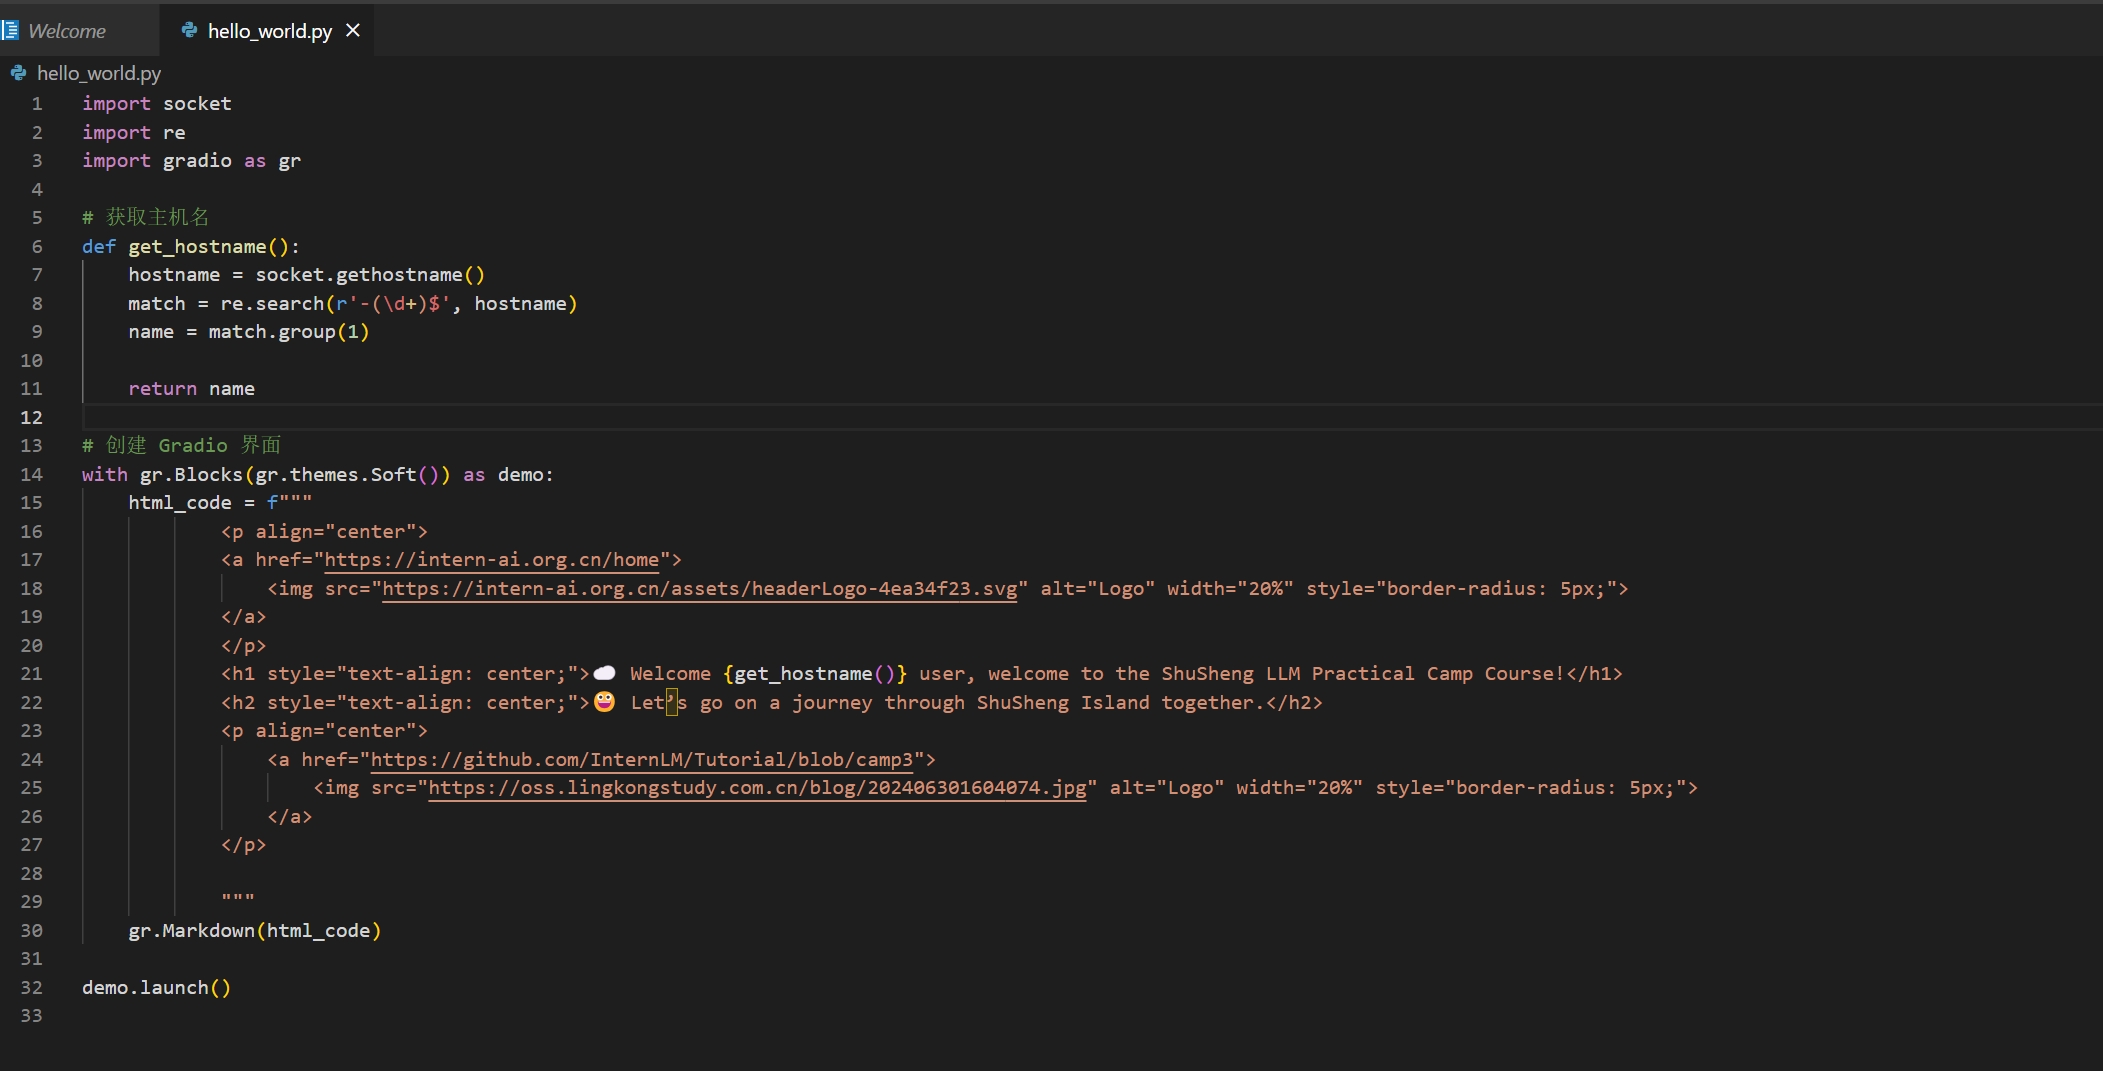 Welcome
hello_world.py
hello_world.py
1 import socket
2 import re
3 import gradio as gr
4
5 # 获取主机名
6 def get_hostname():
7     hostname = socket.gethostname()
8     match = re.search(r'-(\d+)$', hostname)
9     name = match.group(1)
10
11     return name
12
13 # 创建 Gradio 界面
14 with gr.Blocks(gr.themes.Soft()) as demo:
15     html_code = f"""
16             <p align="center">
17             <a href="https://intern-ai.org.cn/home">
18                 <img src="https://intern-ai.org.cn/assets/headerLogo-4ea34f23.svg" alt="Logo" width="20%" style="border-radius: 5px;">
19             </a>
20             </p>
21             <h1 style="text-align: center;">☁️ Welcome {get_hostname()} user, welcome to the ShuSheng LLM Practical Camp Course!</h1>
22             <h2 style="text-align: center;">😀 Let’s go on a journey through ShuSheng Island together.</h2>
23             <p align="center">
24                 <a href="https://github.com/InternLM/Tutorial/blob/camp3">
25                     <img src="https://oss.lingkongstudy.com.cn/blog/202406301604074.jpg" alt="Logo" width="20%" style="border-radius: 5px;">
26                 </a>
27             </p>
28
29             """
30     gr.Markdown(html_code)
31
32 demo.launch()
33